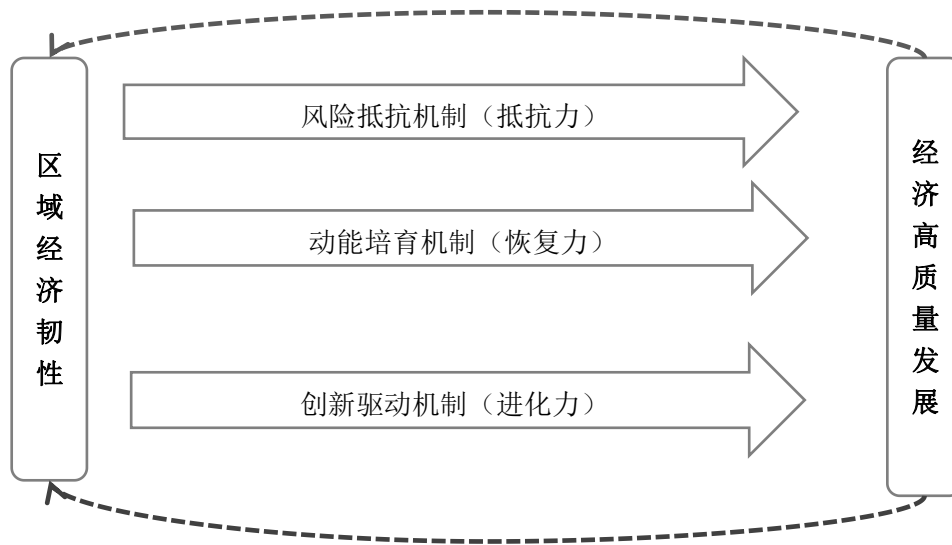 区域经济韧性
风险抵抗机制（抵抗力）
动能培育机制（恢复力）
创新驱动机制（进化力）
经济高质量发展